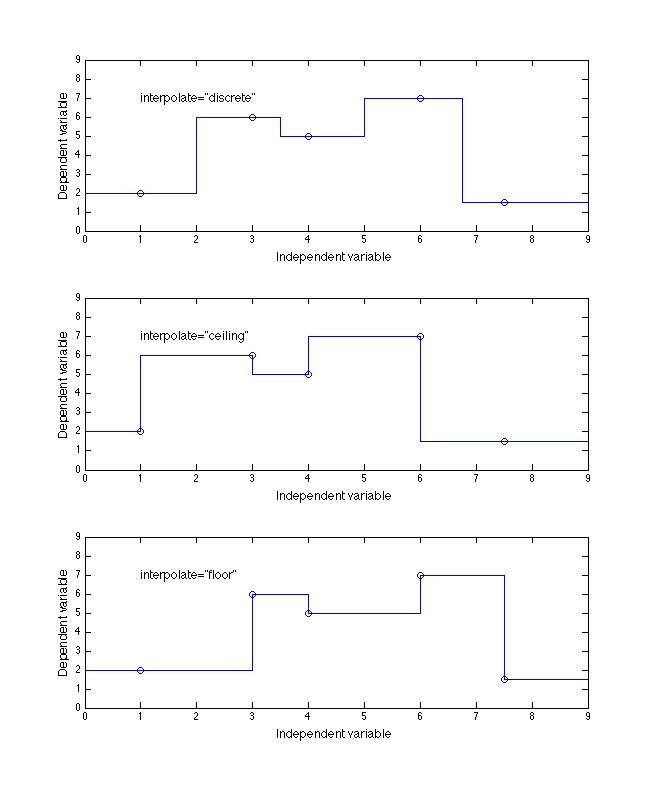 9
8
7
6
5
4
3
2
1
0
Dependent variable
interpolate="discrete"
0 1 2 3 4 5 6 7 8 9
Independent variable
9
8
7
6
5
4
3
2
1
0
Dependent variable
interpolate="ceiling"
0 1 2 3 4 5 6 7 8 9
Independent variable
9
8
7
6
5
4
3
2
1
0
Dependent variable
interpolate="floor"
0 1 2 3 4 5 6 7 8 9
Independent variable